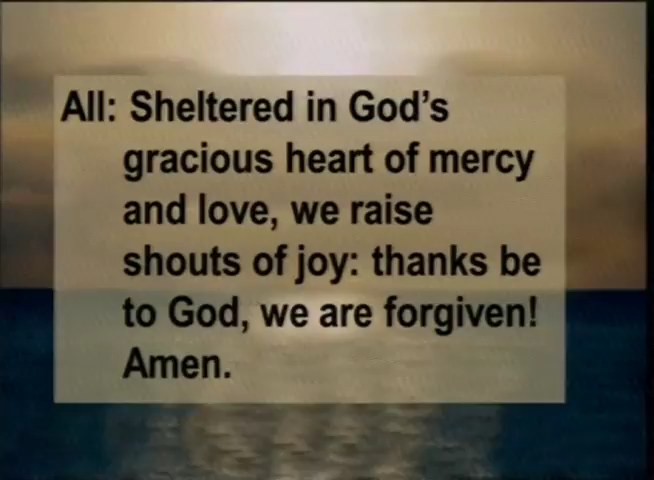 All: Sheltered in God's
gracious heart of mercy
and love, we raise
shouts of joy: thanks be
to God, we are forgiven!
Amen.